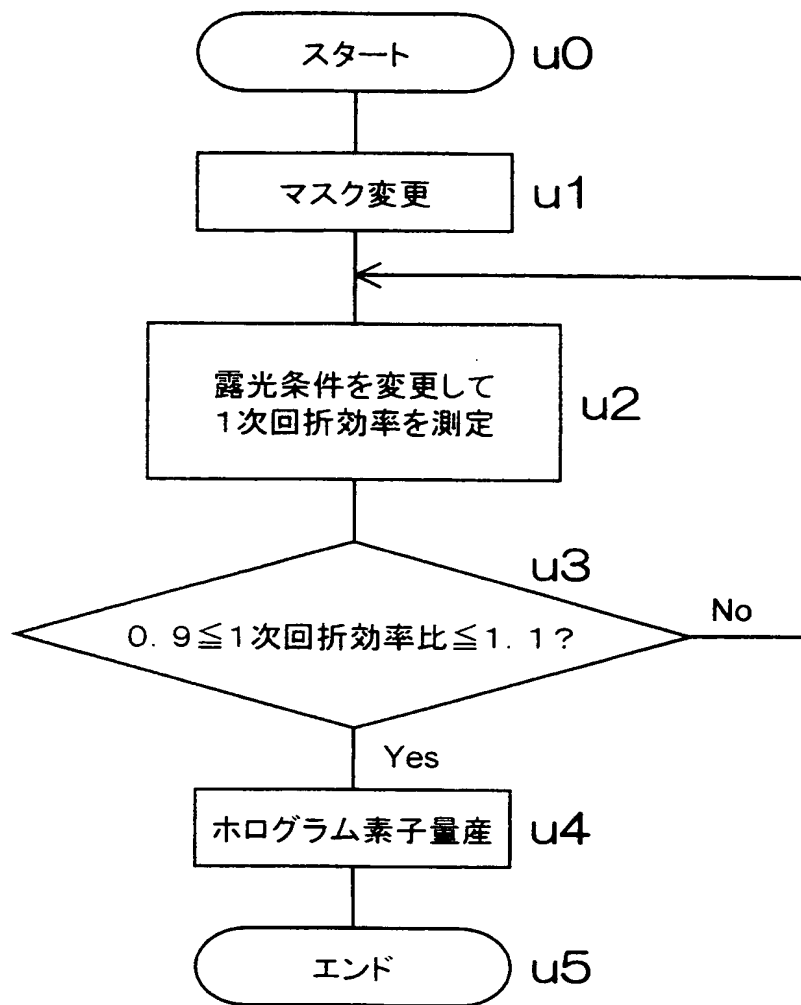 スタート
u0
マスク変更
u1
露光条件を変更して
1次回折効率を測定
u2
u3
0.9≦1次回折効率比≦1.1?
No
Yes
ホログラム素子量産
u4
エンド
u5